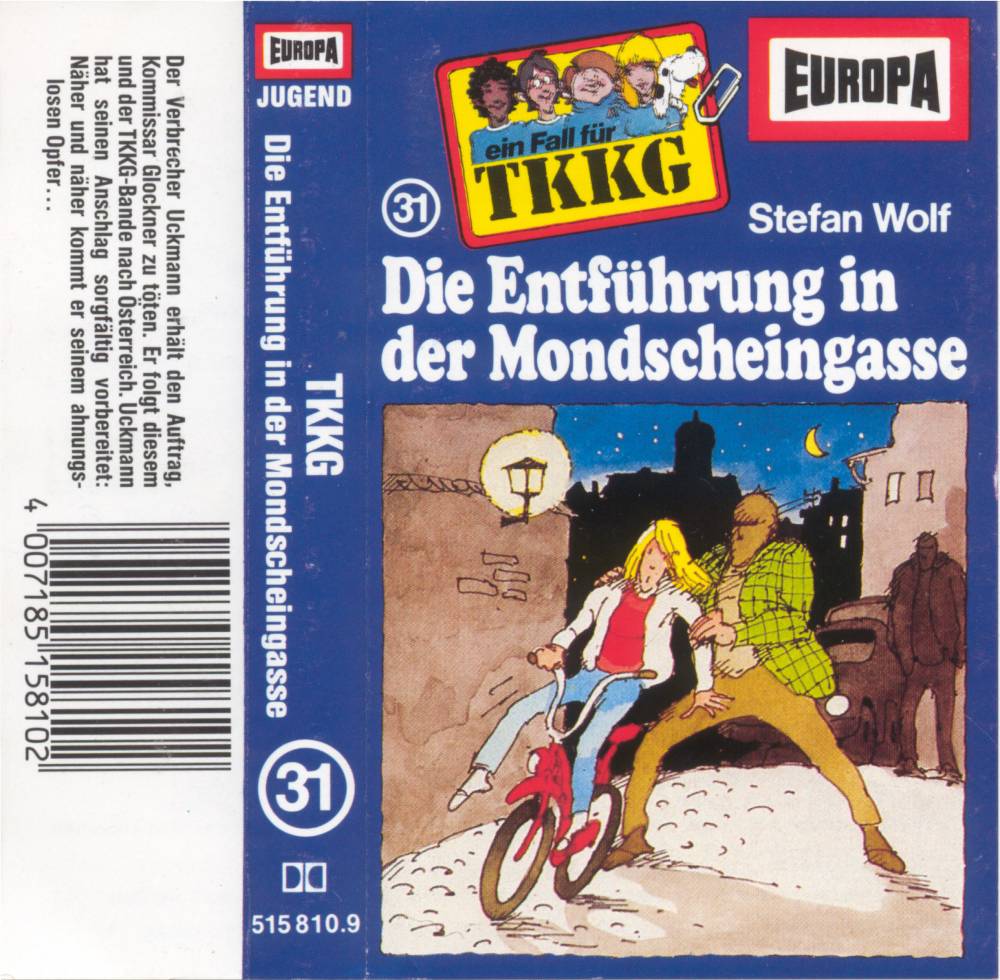 Der Verbrecher Uckmann erhält den Auftrag,
Kommissar Glockner zu töten. Er folgt diesem
und der TKKG-Bande nach Österreich. Uckmann
hat seinen Anschlag sorgfältig vorbereitet:
Näher und näher kommt er seinem ahnungs-
losen Opfer...
4 007185 158102
EUROPA
JUGEND
TKKG
Die Entführung in der Mondscheingasse
31
515 810.9
ein Fall für
TKKG
EUROPA
31
Stefan Wolf
Die Entführung in
der Mondscheingasse